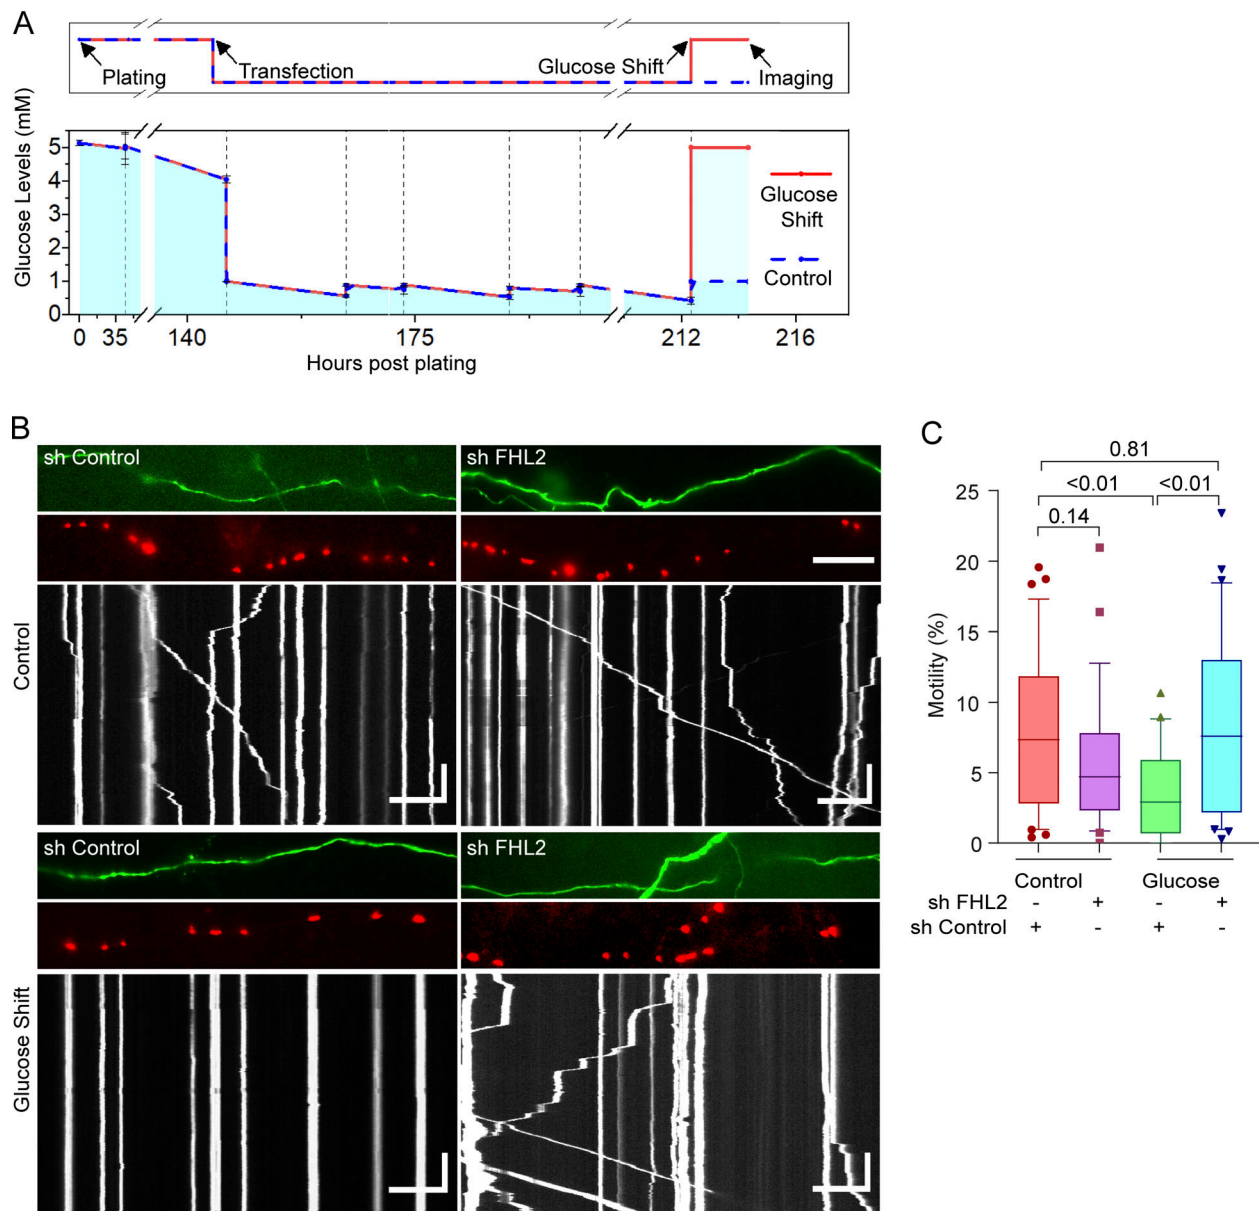 A
Plating
Transfection
Glucose Shift
Imaging
Glucose Levels (mM)
5
4
3
2
1
0
Glucose
Shift
Control
0 35 140 175 212 216
Hours post plating
B
sh Control
sh FHL2
Control
sh Control
sh FHL2
Glucose Shift
C
0.81
<0.01
<0.01
0.14
Motility (%)
25
20
15
10
5
0
Control Glucose
sh FHL2 - + - +
sh Control + - + -